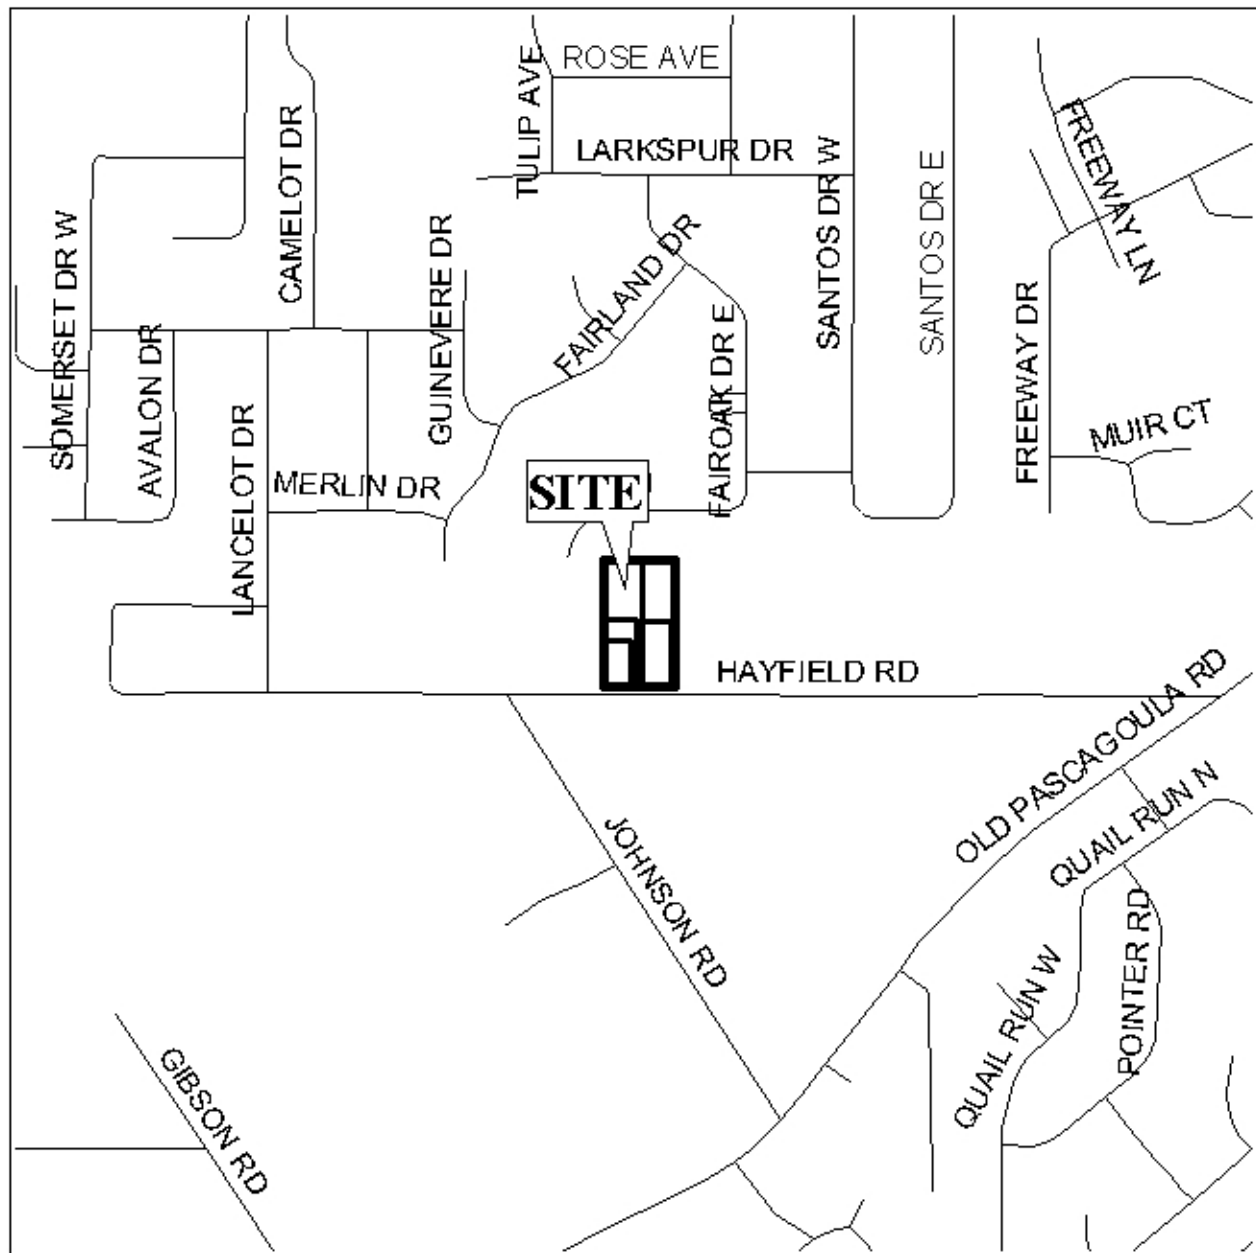 ROSE AVE
TULIP AVE
LARKSPUR DR
CAMELOT DR
FREEWAY LN
SOMERSET DR W
GUINEVERE DR
FAIRLAND DR
SANTOS DR W
SANTOS DR E
AVALON DR
FAIROAK DR E
FREEWAY DR
LANCELOT DR
MERLIN DR
MUIR CT
SITE
HAYFIELD RD
OLD PASCAGOULA RD
QUAIL RUN N
JOHNSON RD
POINTER RD
QUAIL RUN W
GIBSON RD